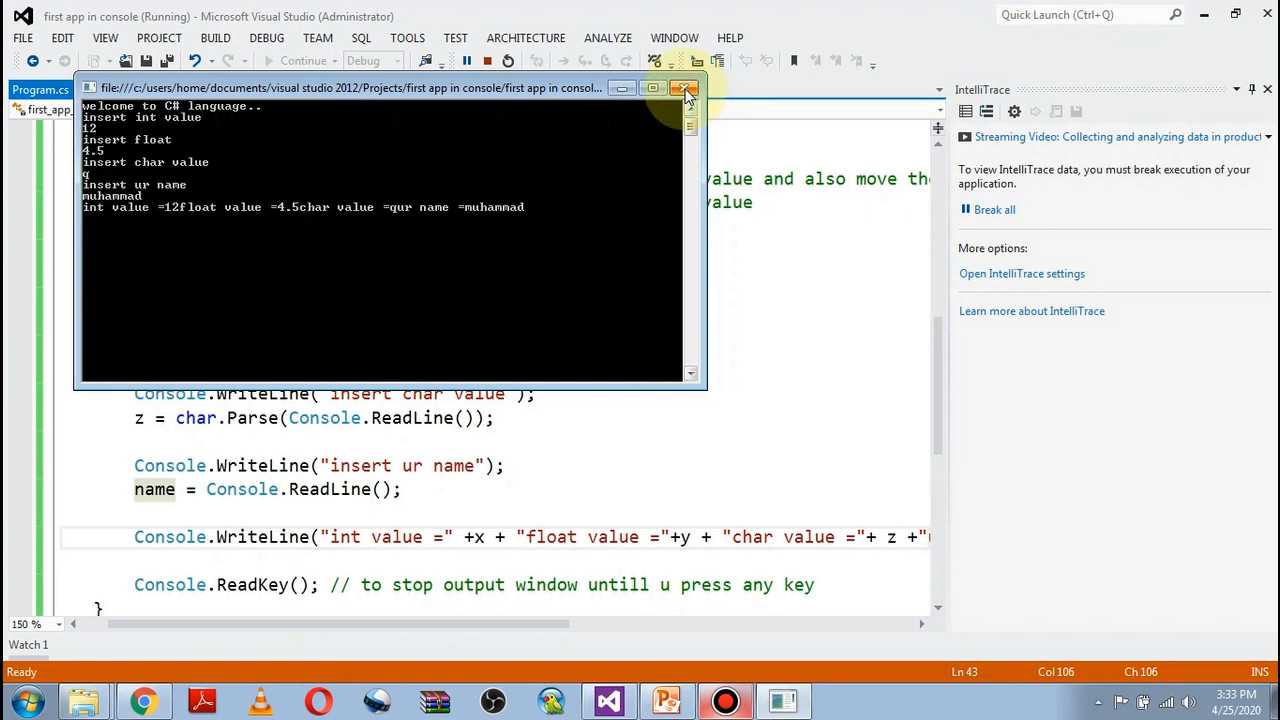 first app in console (Running) - Microsoft Visual Studio (Administrator)
Quick Launch (Ctrl+Q)
FILE EDIT VIEW PROJECT BUILD DEBUG TEAM SQL TOOLS TEST ARCHITECTURE ANALYZE WINDOW HELP
Continue Debug
Program.cs
first_app_
file:///c:/users/home/documents/visual studio 2012/Projects/first app in console/first app in consol...
welcome to C# language..
insert int value
12
insert float
4.5
insert char value
q
insert ur name
muhammad
int value =12float value =4.5char value =qur name =muhammad
value and also move the
value
Console.WriteLine("insert char value");
z = char.Parse(Console.ReadLine());
Console.WriteLine("insert ur name");
name = Console.ReadLine();
Console.WriteLine("int value =" +x + "float value ="+y + "char value ="+ z +"
Console.ReadKey(); // to stop output window untill u press any key
}
IntelliTrace
Streaming Video: Collecting and analyzing data in product
To view IntelliTrace data, you must break execution of your
application.
Break all
More options:
Open IntelliTrace settings
Learn more about IntelliTrace
150 %
Watch 1
Ready Ln 43 Col 106 Ch 106 INS
3:33 PM
4/25/2020